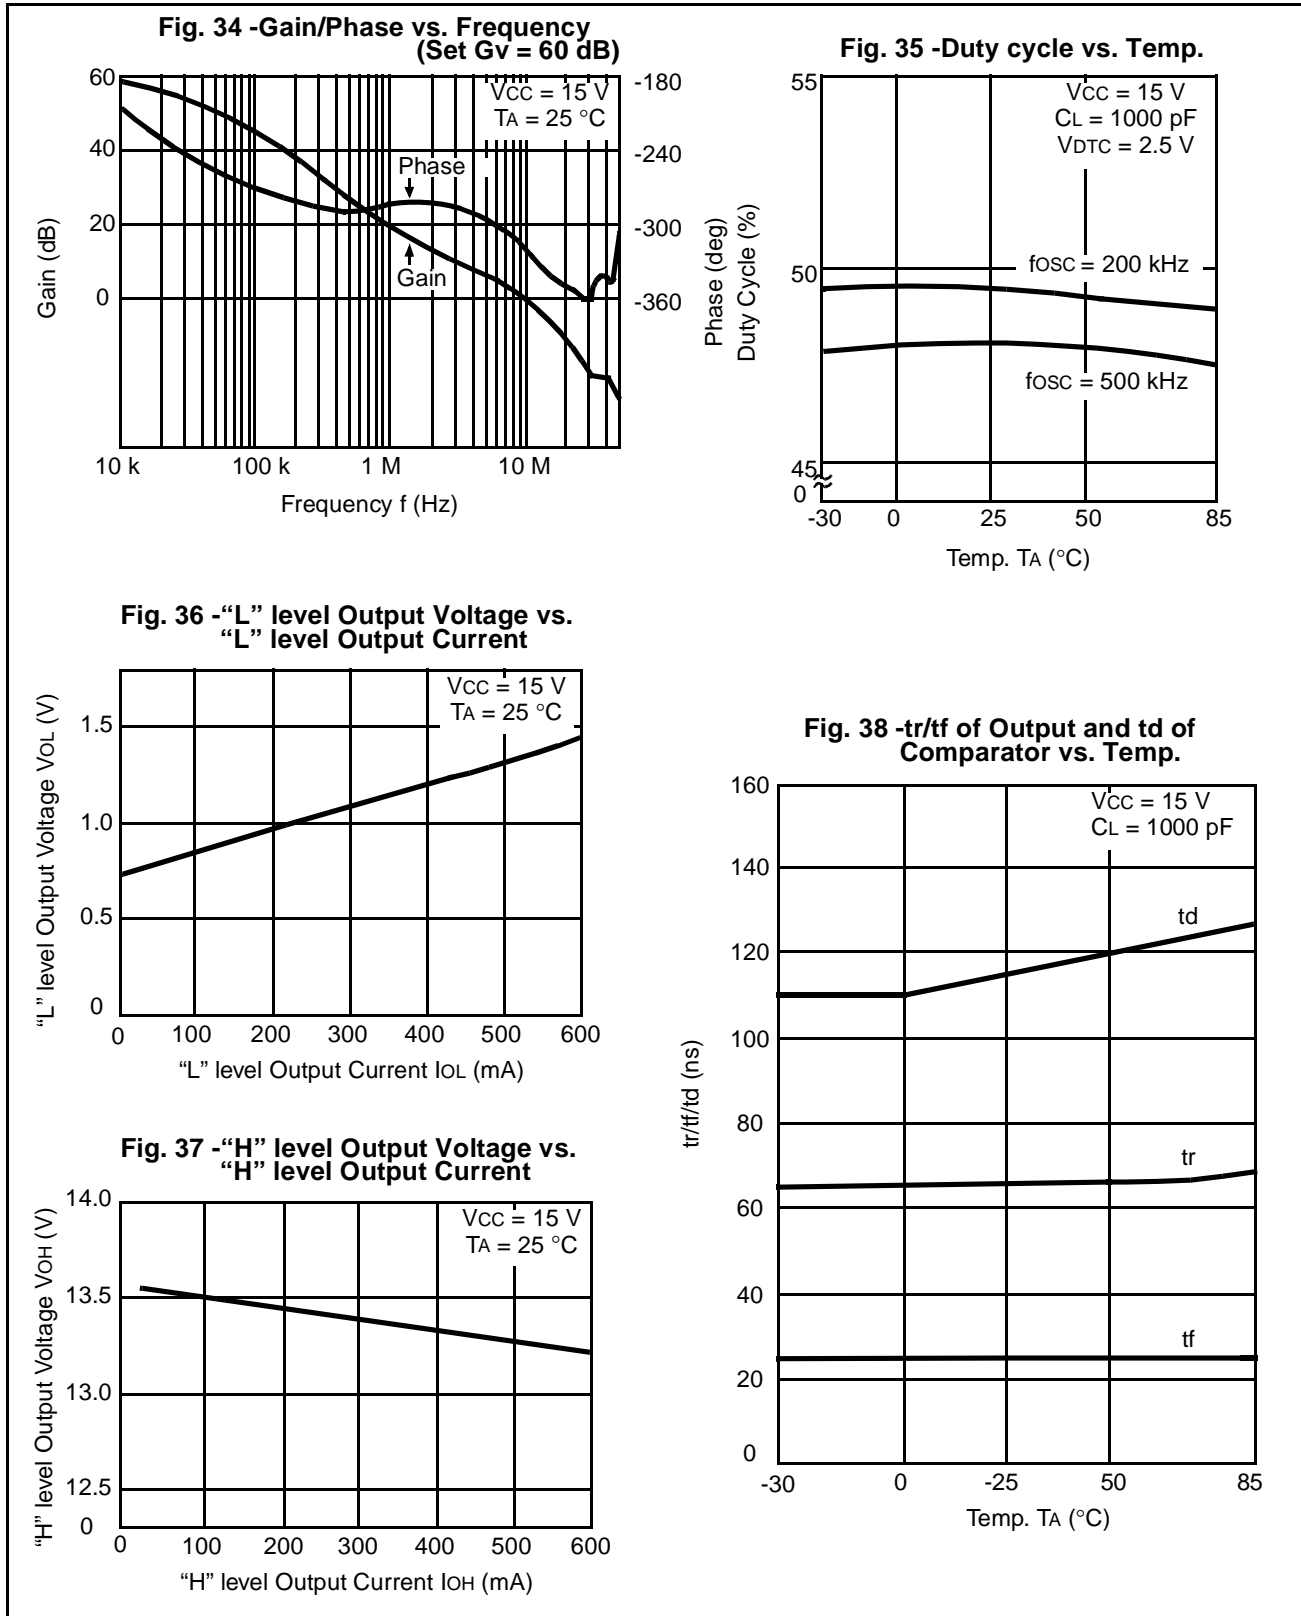 Fig. 34 -Gain/Phase vs. Frequency
(Set Gv = 60 dB)
60
40
20
0
Gain (dB)
VCC = 15 V
TA = 25 °C
Phase
Gain
-180
-240
-300
-360
Phase (deg)
10 k
100 k
1 M
10 M
Frequency f (Hz)
Fig. 35 -Duty cycle vs. Temp.
55
50
45
0
Duty Cycle (%)
VCC = 15 V
CL = 1000 pF
VDTC = 2.5 V
fOSC = 200 kHz
fOSC = 500 kHz
-30
0
25
50
85
Temp. TA (°C)
Fig. 36 -“L” level Output Voltage vs.
“L” level Output Current
“L” level Output Voltage VOL (V)
1.5
1.0
0.5
0
VCC = 15 V
TA = 25 °C
0
100
200
300
400
500
600
“L” level Output Current IOL (mA)
Fig. 37 -“H” level Output Voltage vs.
“H” level Output Current
“H” level Output Voltage VOH (V)
14.0
13.5
13.0
12.5
0
VCC = 15 V
TA = 25 °C
0
100
200
300
400
500
600
“H” level Output Current IOH (mA)
Fig. 38 -tr/tf of Output and td of
Comparator vs. Temp.
160
140
120
100
80
60
40
20
0
tr/tf/td (ns)
VCC = 15 V
CL = 1000 pF
td
tr
tf
-30
0
-25
50
85
Temp. TA (°C)